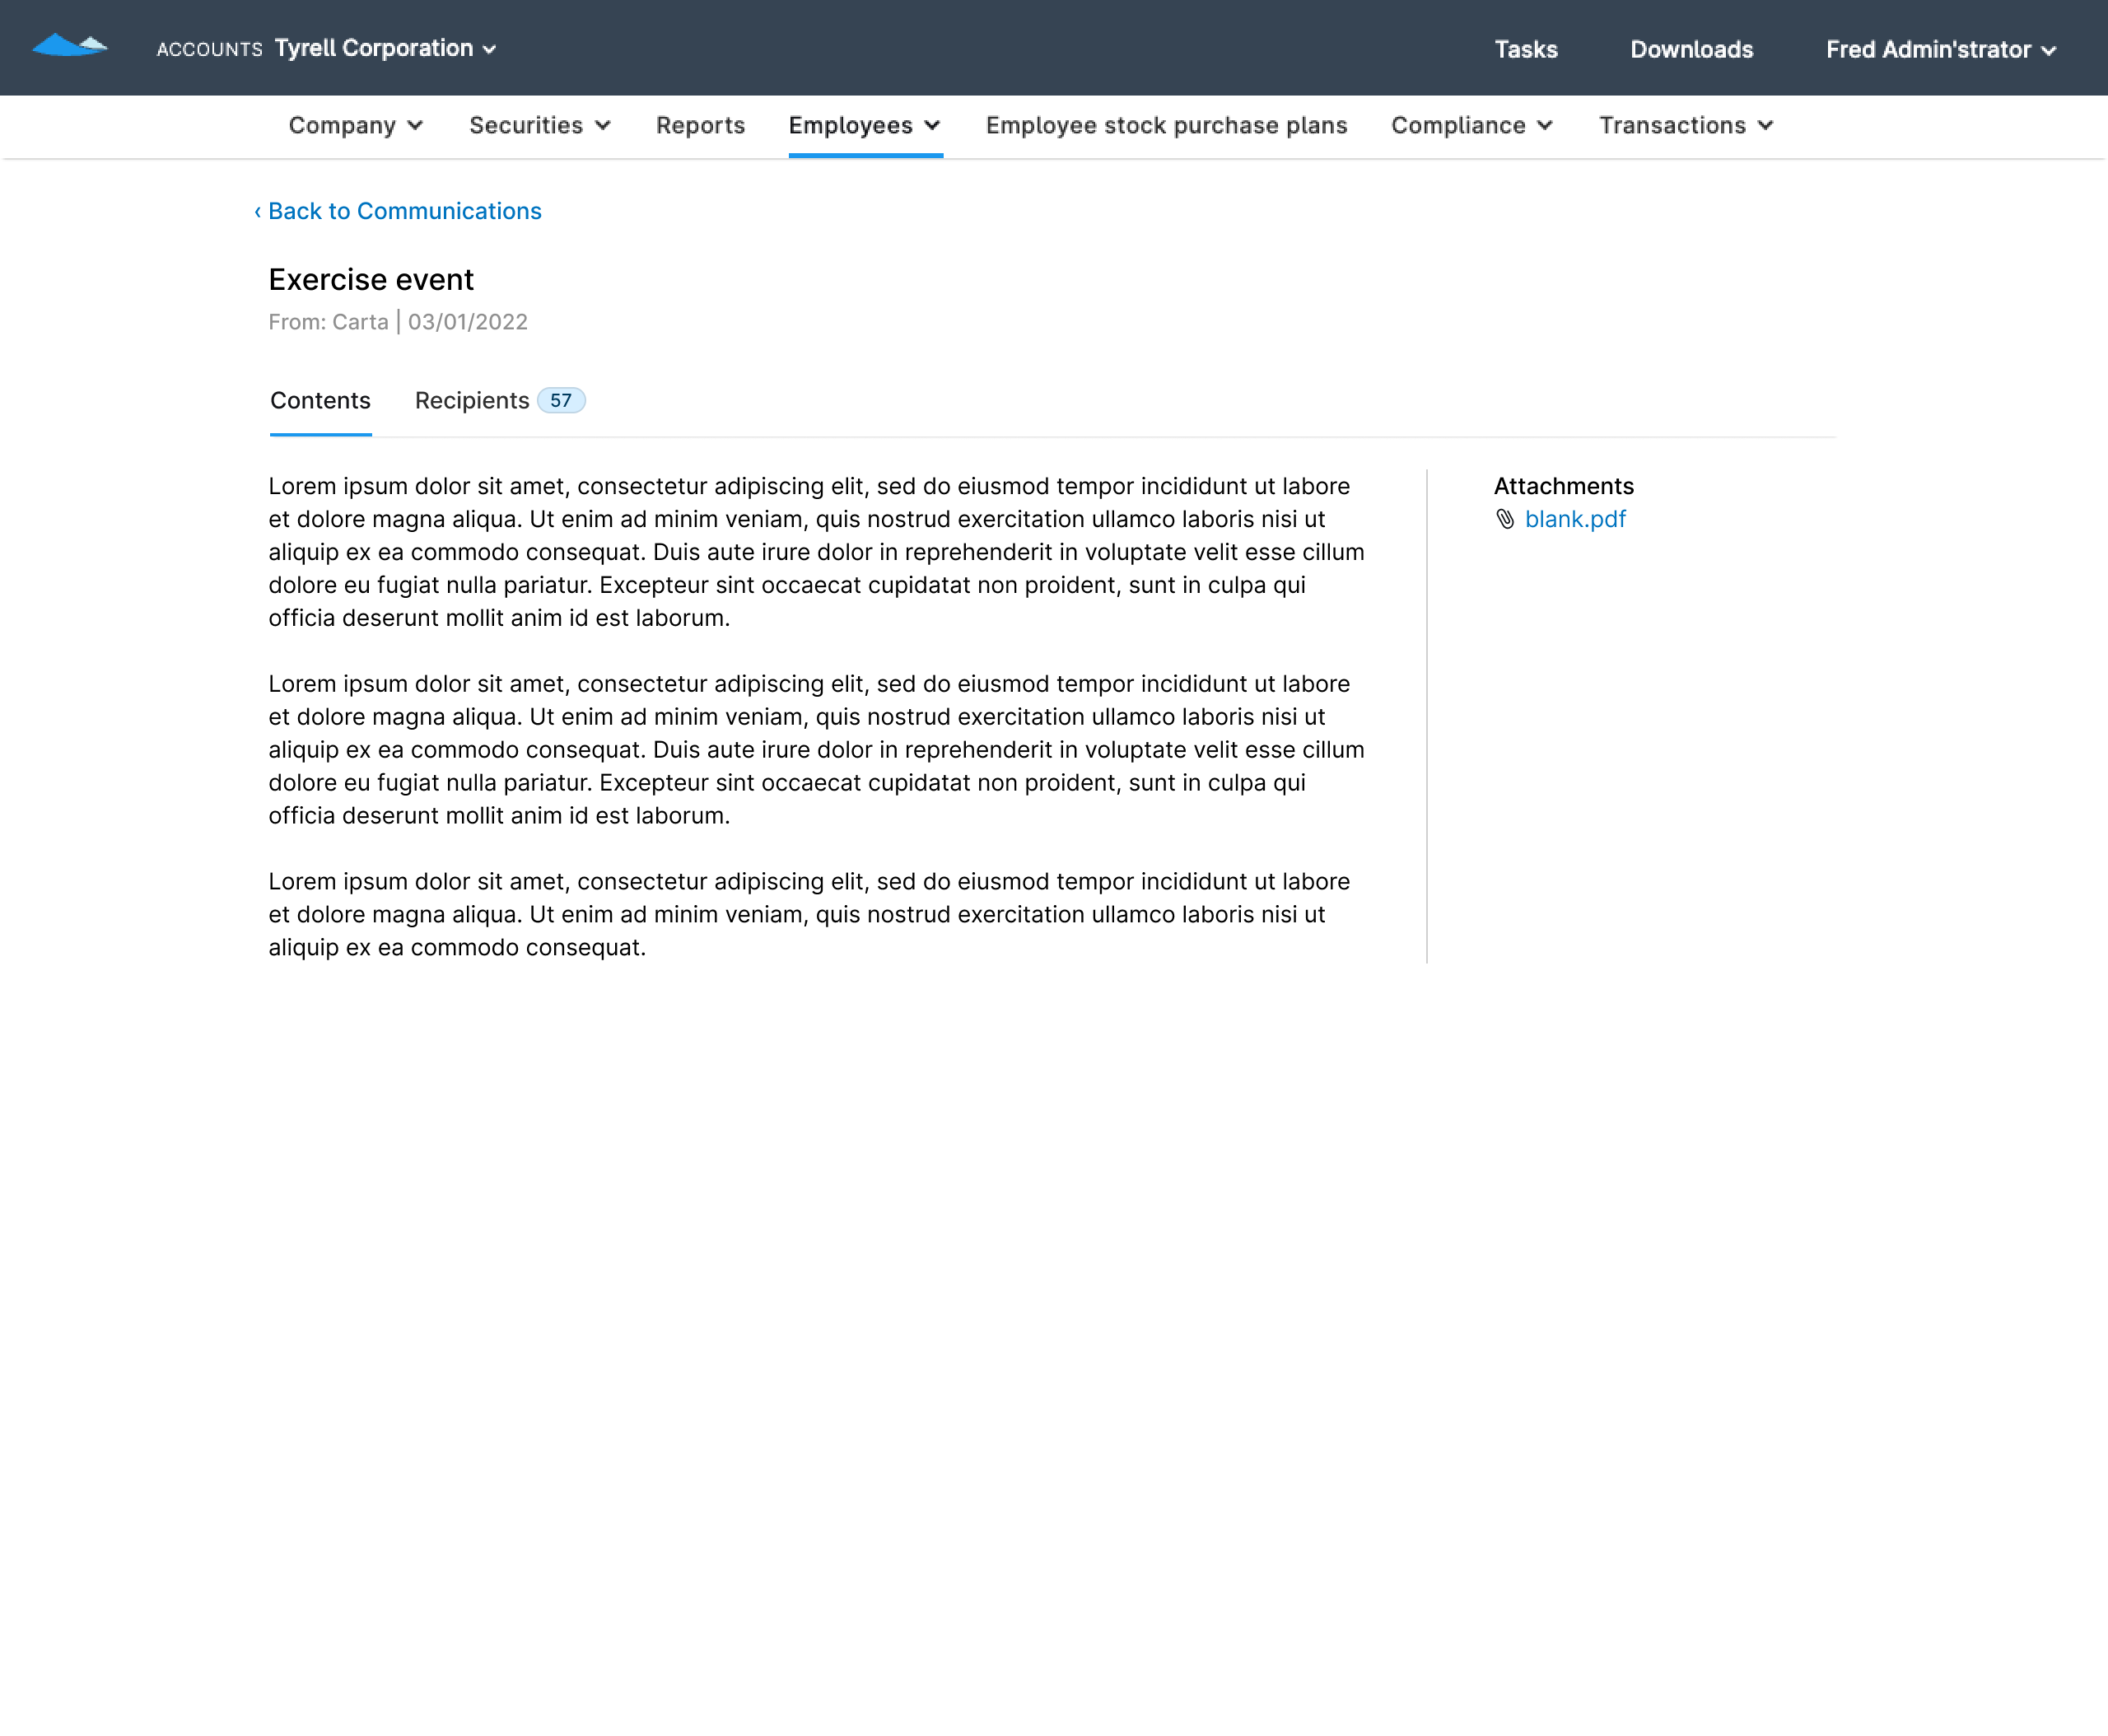 ACCOUNTS Tyrell Corporation
Tasks Downloads Fred Admin'strator
Company Securities Reports Employees Employee stock purchase plans Compliance Transactions
‹ Back to Communications
Exercise event
From: Carta | 03/01/2022
Contents Recipients 57
Lorem ipsum dolor sit amet, consectetur adipiscing elit, sed do eiusmod tempor incididunt ut labore
et dolore magna aliqua. Ut enim ad minim veniam, quis nostrud exercitation ullamco laboris nisi ut
aliquip ex ea commodo consequat. Duis aute irure dolor in reprehenderit in voluptate velit esse cillum
dolore eu fugiat nulla pariatur. Excepteur sint occaecat cupidatat non proident, sunt in culpa qui
officia deserunt mollit anim id est laborum.
Lorem ipsum dolor sit amet, consectetur adipiscing elit, sed do eiusmod tempor incididunt ut labore
et dolore magna aliqua. Ut enim ad minim veniam, quis nostrud exercitation ullamco laboris nisi ut
aliquip ex ea commodo consequat. Duis aute irure dolor in reprehenderit in voluptate velit esse cillum
dolore eu fugiat nulla pariatur. Excepteur sint occaecat cupidatat non proident, sunt in culpa qui
officia deserunt mollit anim id est laborum.
Lorem ipsum dolor sit amet, consectetur adipiscing elit, sed do eiusmod tempor incididunt ut labore
et dolore magna aliqua. Ut enim ad minim veniam, quis nostrud exercitation ullamco laboris nisi ut
aliquip ex ea commodo consequat.
Attachments
blank.pdf